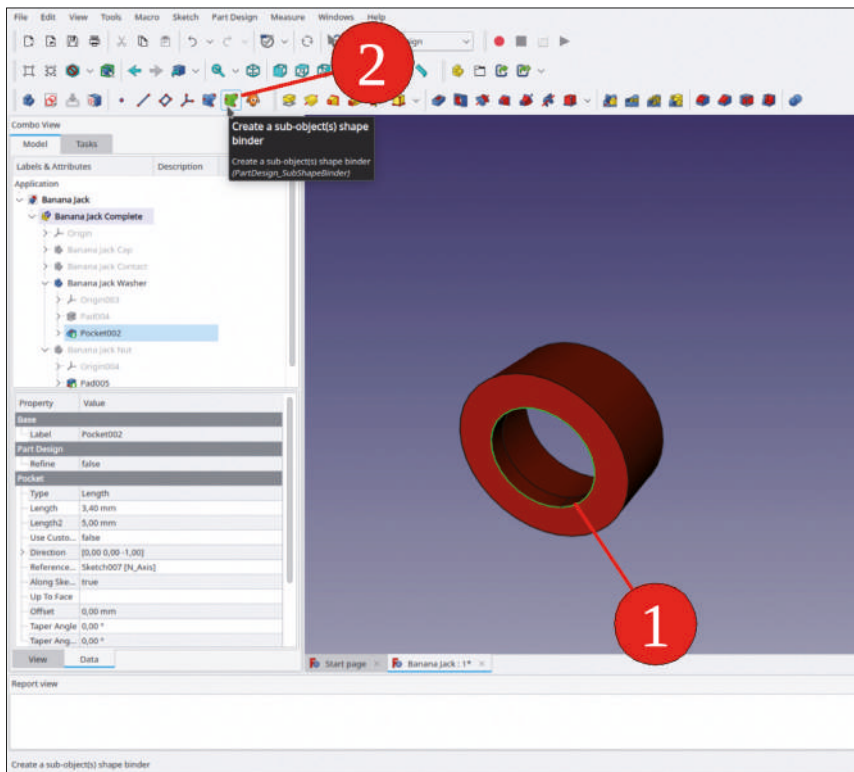 File Edit View Tools Macro Sketch Part Design Measure Windows Help
2
Create a sub-object(s) shape
binder
Create a sub-object(s) shape binder
(PartDesign_SubShapeBinder)
Combo View
Model Tasks
Labels & Attributes Description
Application
Banana Jack
Banana Jack Complete
Origin
Banana Jack Cap
Banana Jack Contact
Banana Jack Washer
Origin003
Pad004
Pocket002
Banana Jack Nut
Origin004
Pad005
Property Value
Base
Label Pocket002
Part Design
Refine false
Pocket
Type Length
Length 3,40 mm
Length2 5,00 mm
Use Custo... false
Direction [0,00 0,00 -1,00]
Reference... Sketch007 [N_Axis]
Along Ske... true
Up To Face
Offset 0,00 mm
Taper Angle 0,00 °
Taper Ang... 0,00 °
1
View Data
Start page Banana Jack : 1*
Report view
Create a sub-object(s) shape binder